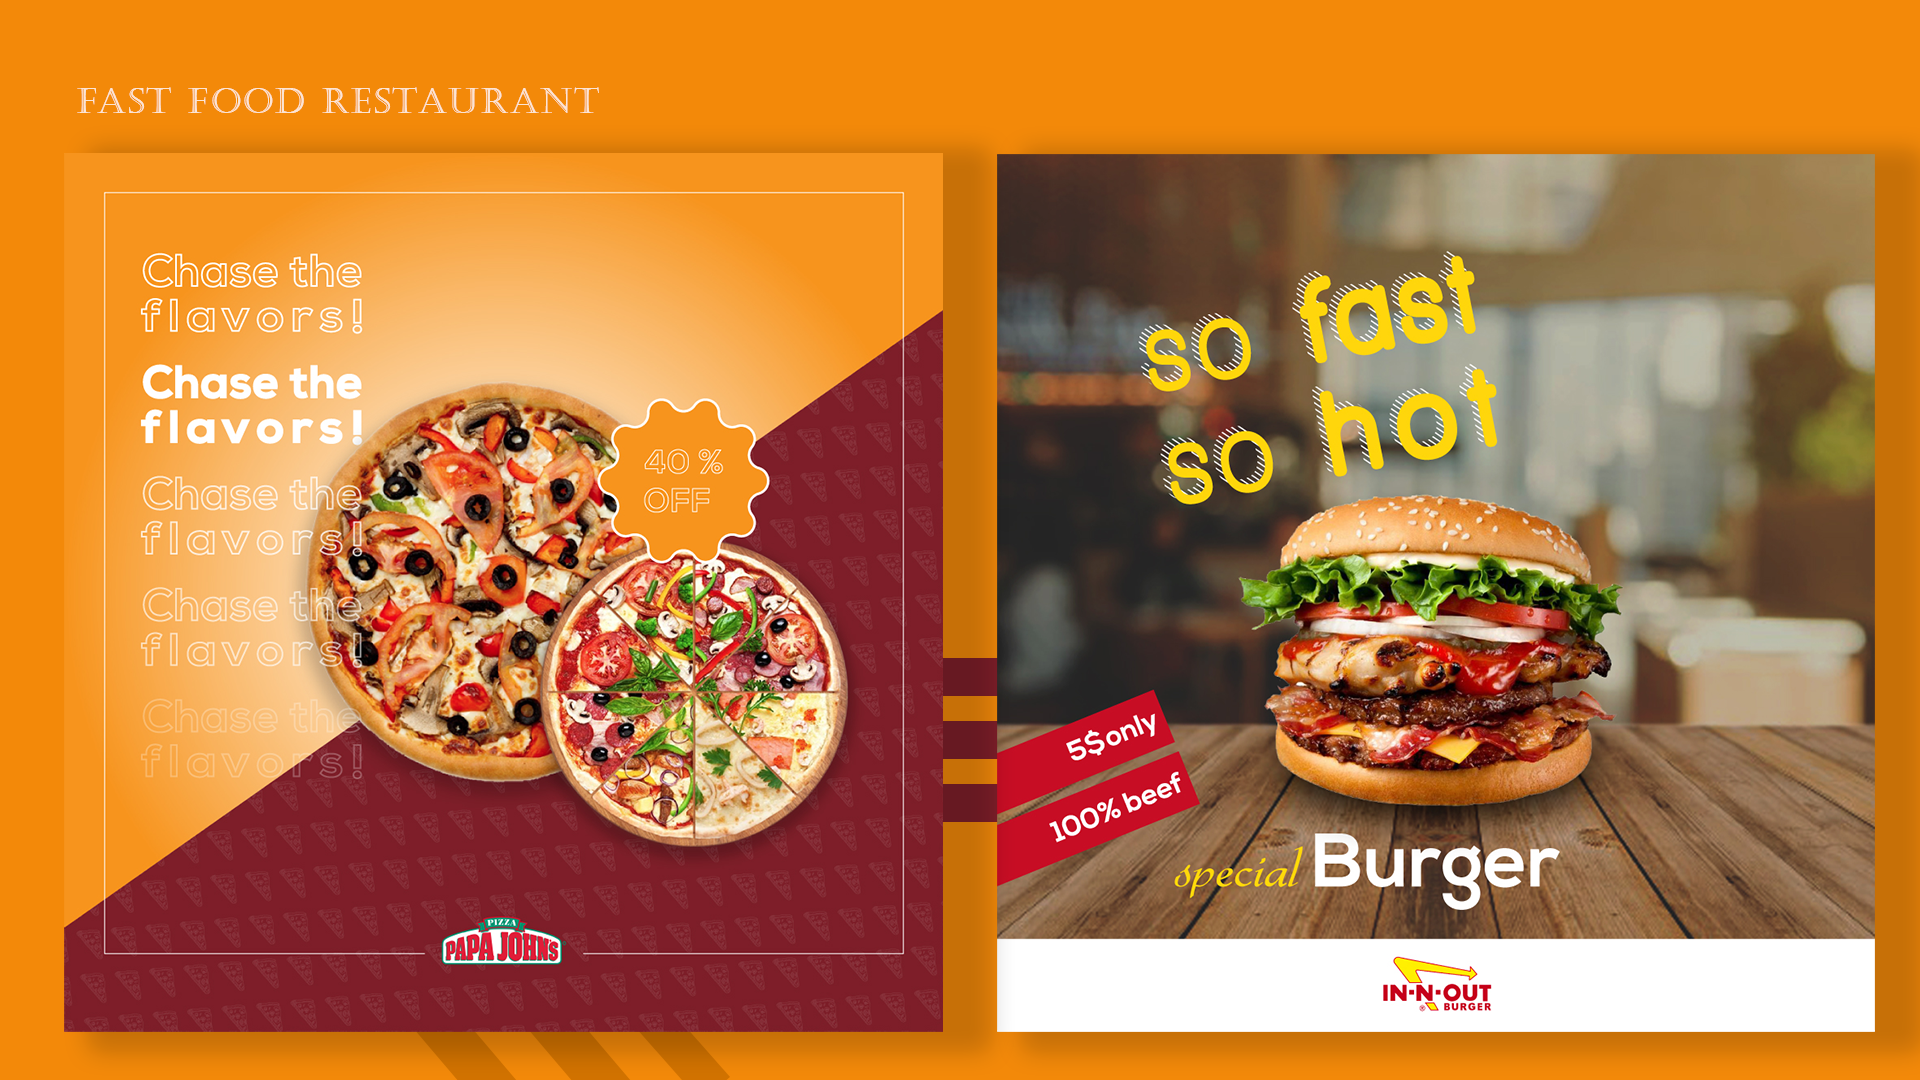 FAST FOOD RESTAURANT
Chase the
flavors!
Chase the
flavors!
Chase the
flavors!
Chase the
flavors!
Chase the
flavors!
40 %
OFF
PIZZA
PAPA JOHNS
so fast
so hot
5$only
100% beef
special Burger
IN-N-OUT
® BURGER